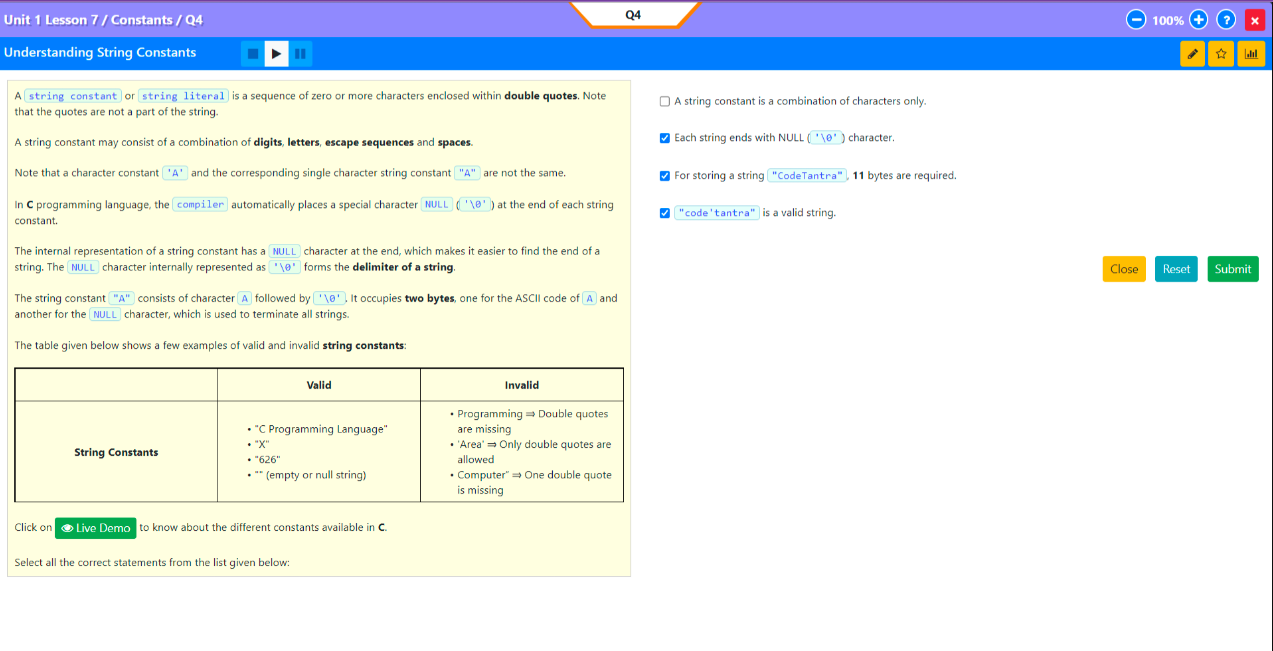 Unit 1 Lesson 7 / Constants / Q4
Q4
100%
?
×
Understanding String Constants
A string constant or string literal is a sequence of zero or more characters enclosed within double quotes. Note
that the quotes are not a part of the string.
A string constant may consist of a combination of digits, letters, escape sequences and spaces.
Note that a character constant 'A' and the corresponding single character string constant "A" are not the same.
In C programming language, the compiler automatically places a special character NULL ( '\0' ) at the end of each string
constant.
The internal representation of a string constant has a NULL character at the end, which makes it easier to find the end of a
string. The NULL character internally represented as '\0' forms the delimiter of a string.
The string constant "A" consists of character A followed by '\0'. It occupies two bytes, one for the ASCII code of A and
another for the NULL character, which is used to terminate all strings.
The table given below shows a few examples of valid and invalid string constants:
Valid
Invalid
String Constants
• "C Programming Language"
• "X"
• "626"
• "" (empty or null string)
• Programming ⇒ Double quotes
are missing
• 'Area' ⇒ Only double quotes are
allowed
• Computer" ⇒ One double quote
is missing
Click on Live Demo to know about the different constants available in C.
Select all the correct statements from the list given below:
A string constant is a combination of characters only.
Each string ends with NULL ( '\0' ) character.
For storing a string "CodeTantra", 11 bytes are required.
"code'tantra" is a valid string.
Close
Reset
Submit